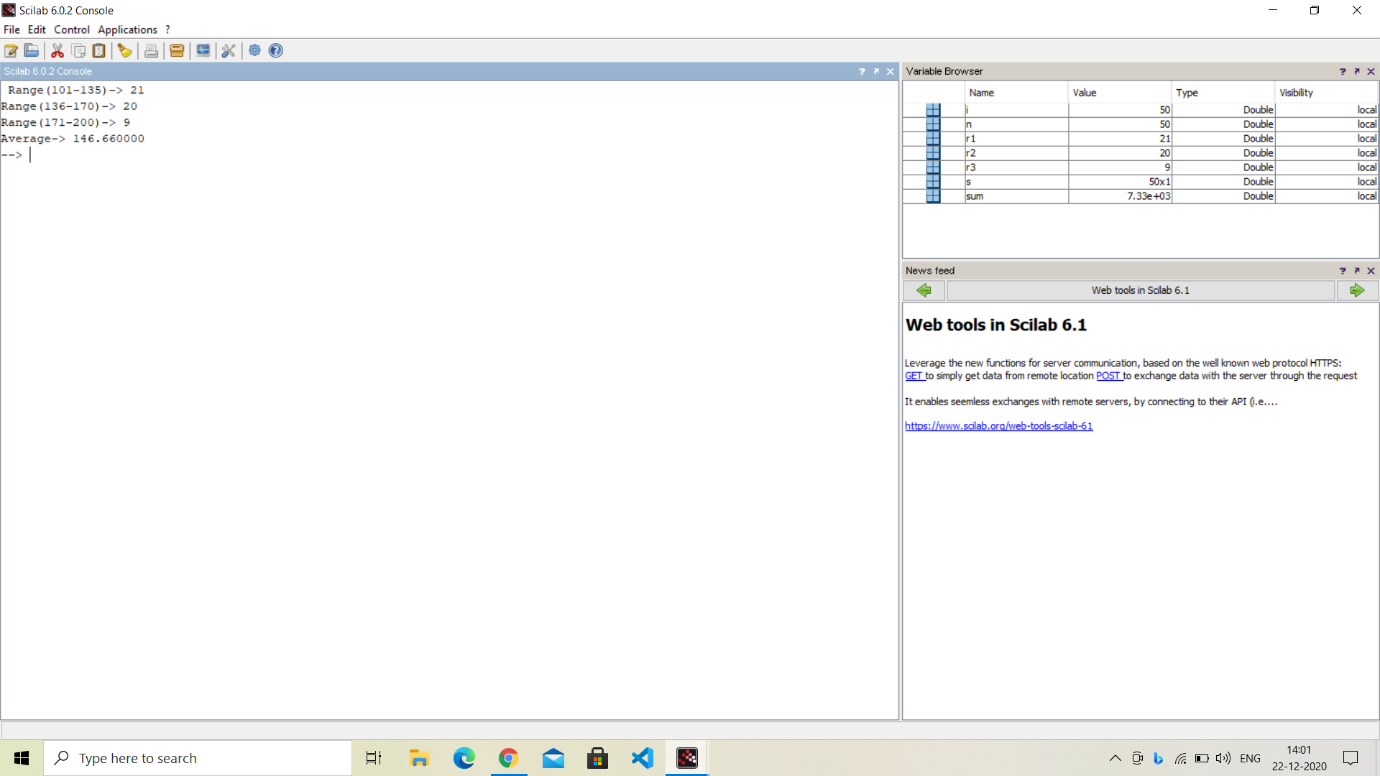 Scilab 6.0.2 Console
File Edit Control Applications ?
Scilab 6.0.2 Console ?
Range(101-135)-> 21
Range(136-170)-> 20
Range(171-200)-> 9
Average-> 146.660000
-->
Variable Browser ?
Name Value Type Visibility
i 50 Double local
n 50 Double local
r1 21 Double local
r2 20 Double local
r3 9 Double local
s 50x1 Double local
sum 7.33e+03 Double local
News feed ?
Web tools in Scilab 6.1
Web tools in Scilab 6.1
Leverage the new functions for server communication, based on the well known web protocol HTTPS:
GET to simply get data from remote location POST to exchange data with the server through the request
It enables seemless exchanges with remote servers, by connecting to their API (i.e....
https://www.scilab.org/web-tools-scilab-61
Type here to search
ENG
14:01
22-12-2020